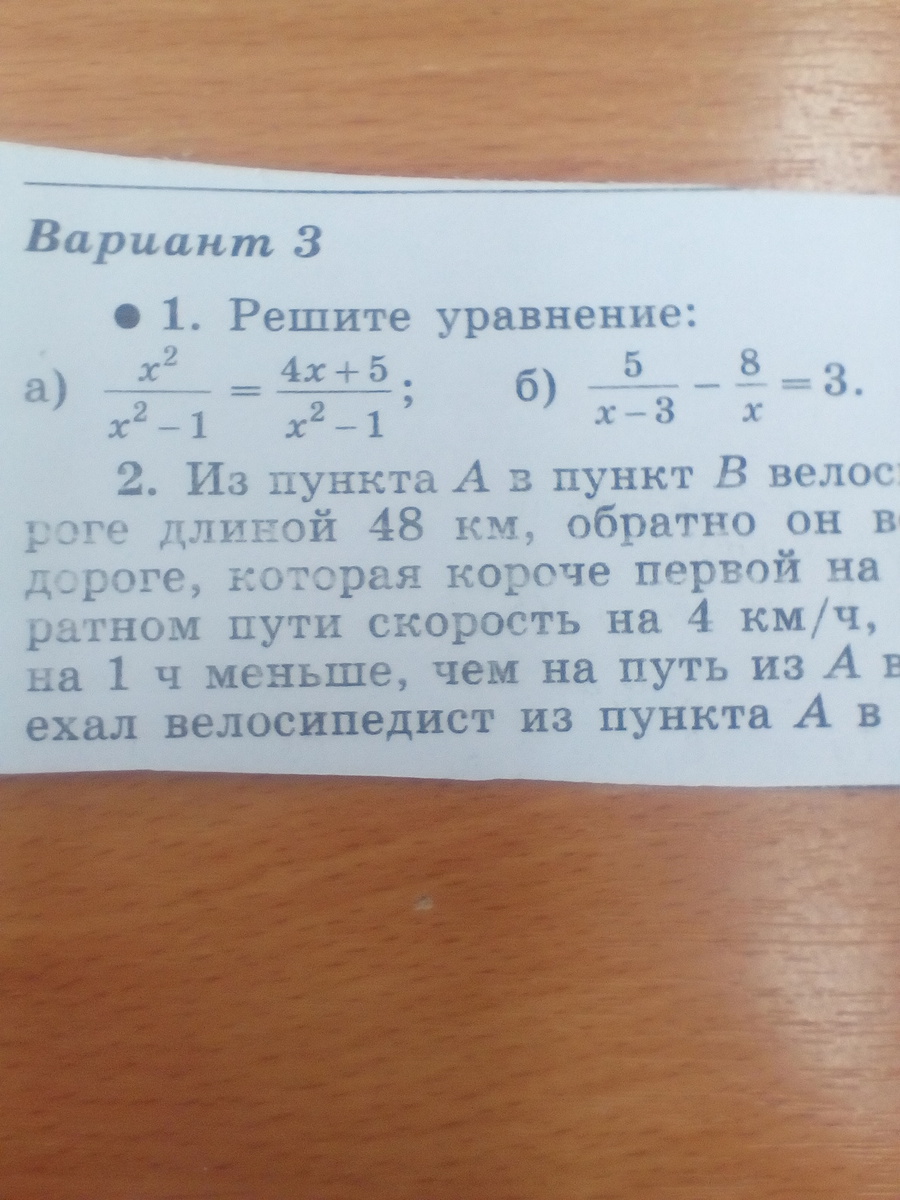 Вариант 3
● 1. Решите уравнение:
а) x²/(x² – 1) = (4x + 5)/(x² – 1); б) 5/(x – 3) – 8/x = 3.
2. Из пункта А в пункт В
роге длиной 48 км, обратно он
дороге, которая короче первой на
ратном пути скорость на 4 км/ч,
на 1 ч меньше, чем на путь из А в
ехал велосипедист из пункта А в